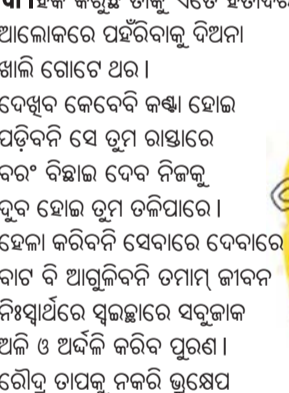 ଆଲୋକରେ ପହଁରିବାକୁ ଦିଅନା
ଖାଲି ଗୋଟେ ଥର ।
ଦେଖିବ କେବେବି କଣ୍ଟା ହୋଇ
ପଡ଼ିବନି ସେ ତୁମ ରାସ୍ତାରେ
ବରଂ ବିଛାଇ ଦେବ ନିଜକୁ
ଦୁବ ହୋଇ ତୁମ ତଳିପାରେ ।
ହେଳା କରିବନି ସେବାରେ ଦେବାରେ
ବାଟ ବି ଆଗୁଳିବନି ତମାମ୍ ଜୀବନ
ନିଃସ୍ୱାର୍ଥରେ ସ୍ୱଇଚ୍ଛାରେ ସବୁଜାକ
ଅଳି ଓ ଅର୍ଦ୍ଦଳି କରିବ ପୁରଣ ।
ରୌଦ୍ର ତାପକୁ ନକରି ଭୃକ୍ଷେପ